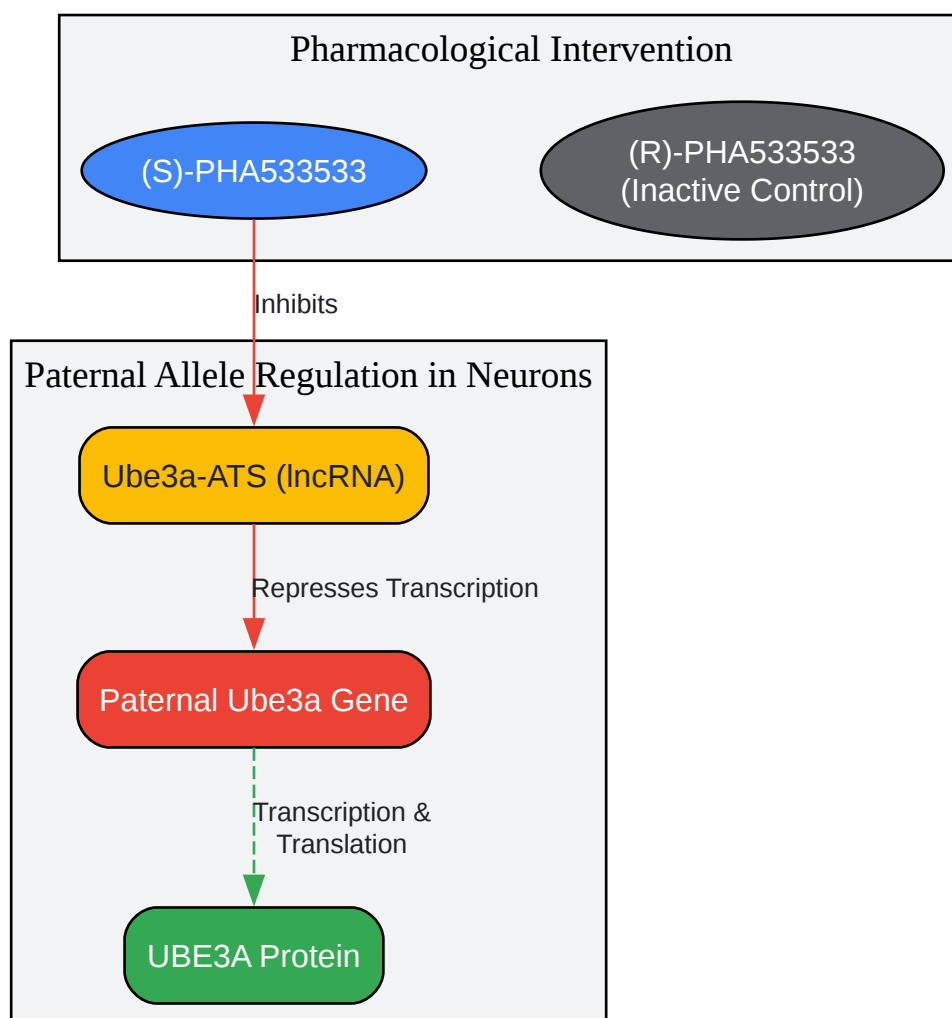 Pharmacological Intervention
(S)-PHA533533
(R)-PHA533533
(Inactive Control)
Inhibits
Paternal Allele Regulation in Neurons
Ube3a-ATS (lncRNA)
Represses Transcription
Paternal Ube3a Gene
Transcription &
Translation
UBE3A Protein